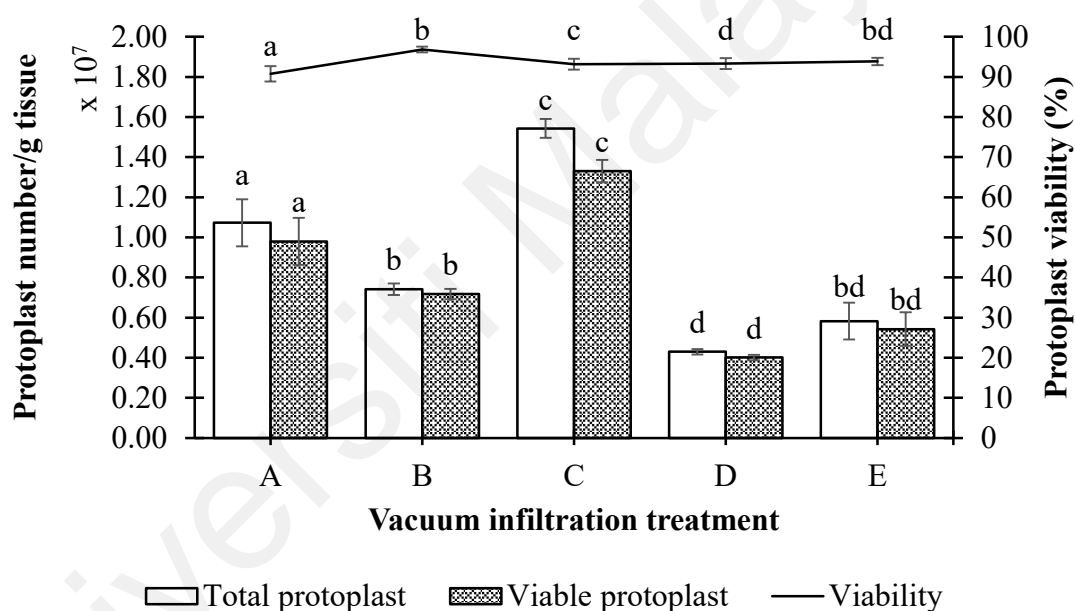 Universiti Malaya
Protoplast number/g tissue
x 10⁷
2.00
1.80
1.60
1.40
1.20
1.00
0.80
0.60
0.40
0.20
0.00
a
b
c
d
bd
a
a
b
b
c
c
d
d
bd
bd
100
90
80
70
60
50
40
30
20
10
0
Protoplast viability (%)
A B C D E
Vacuum infiltration treatment
Total protoplast Viable protoplast Viability